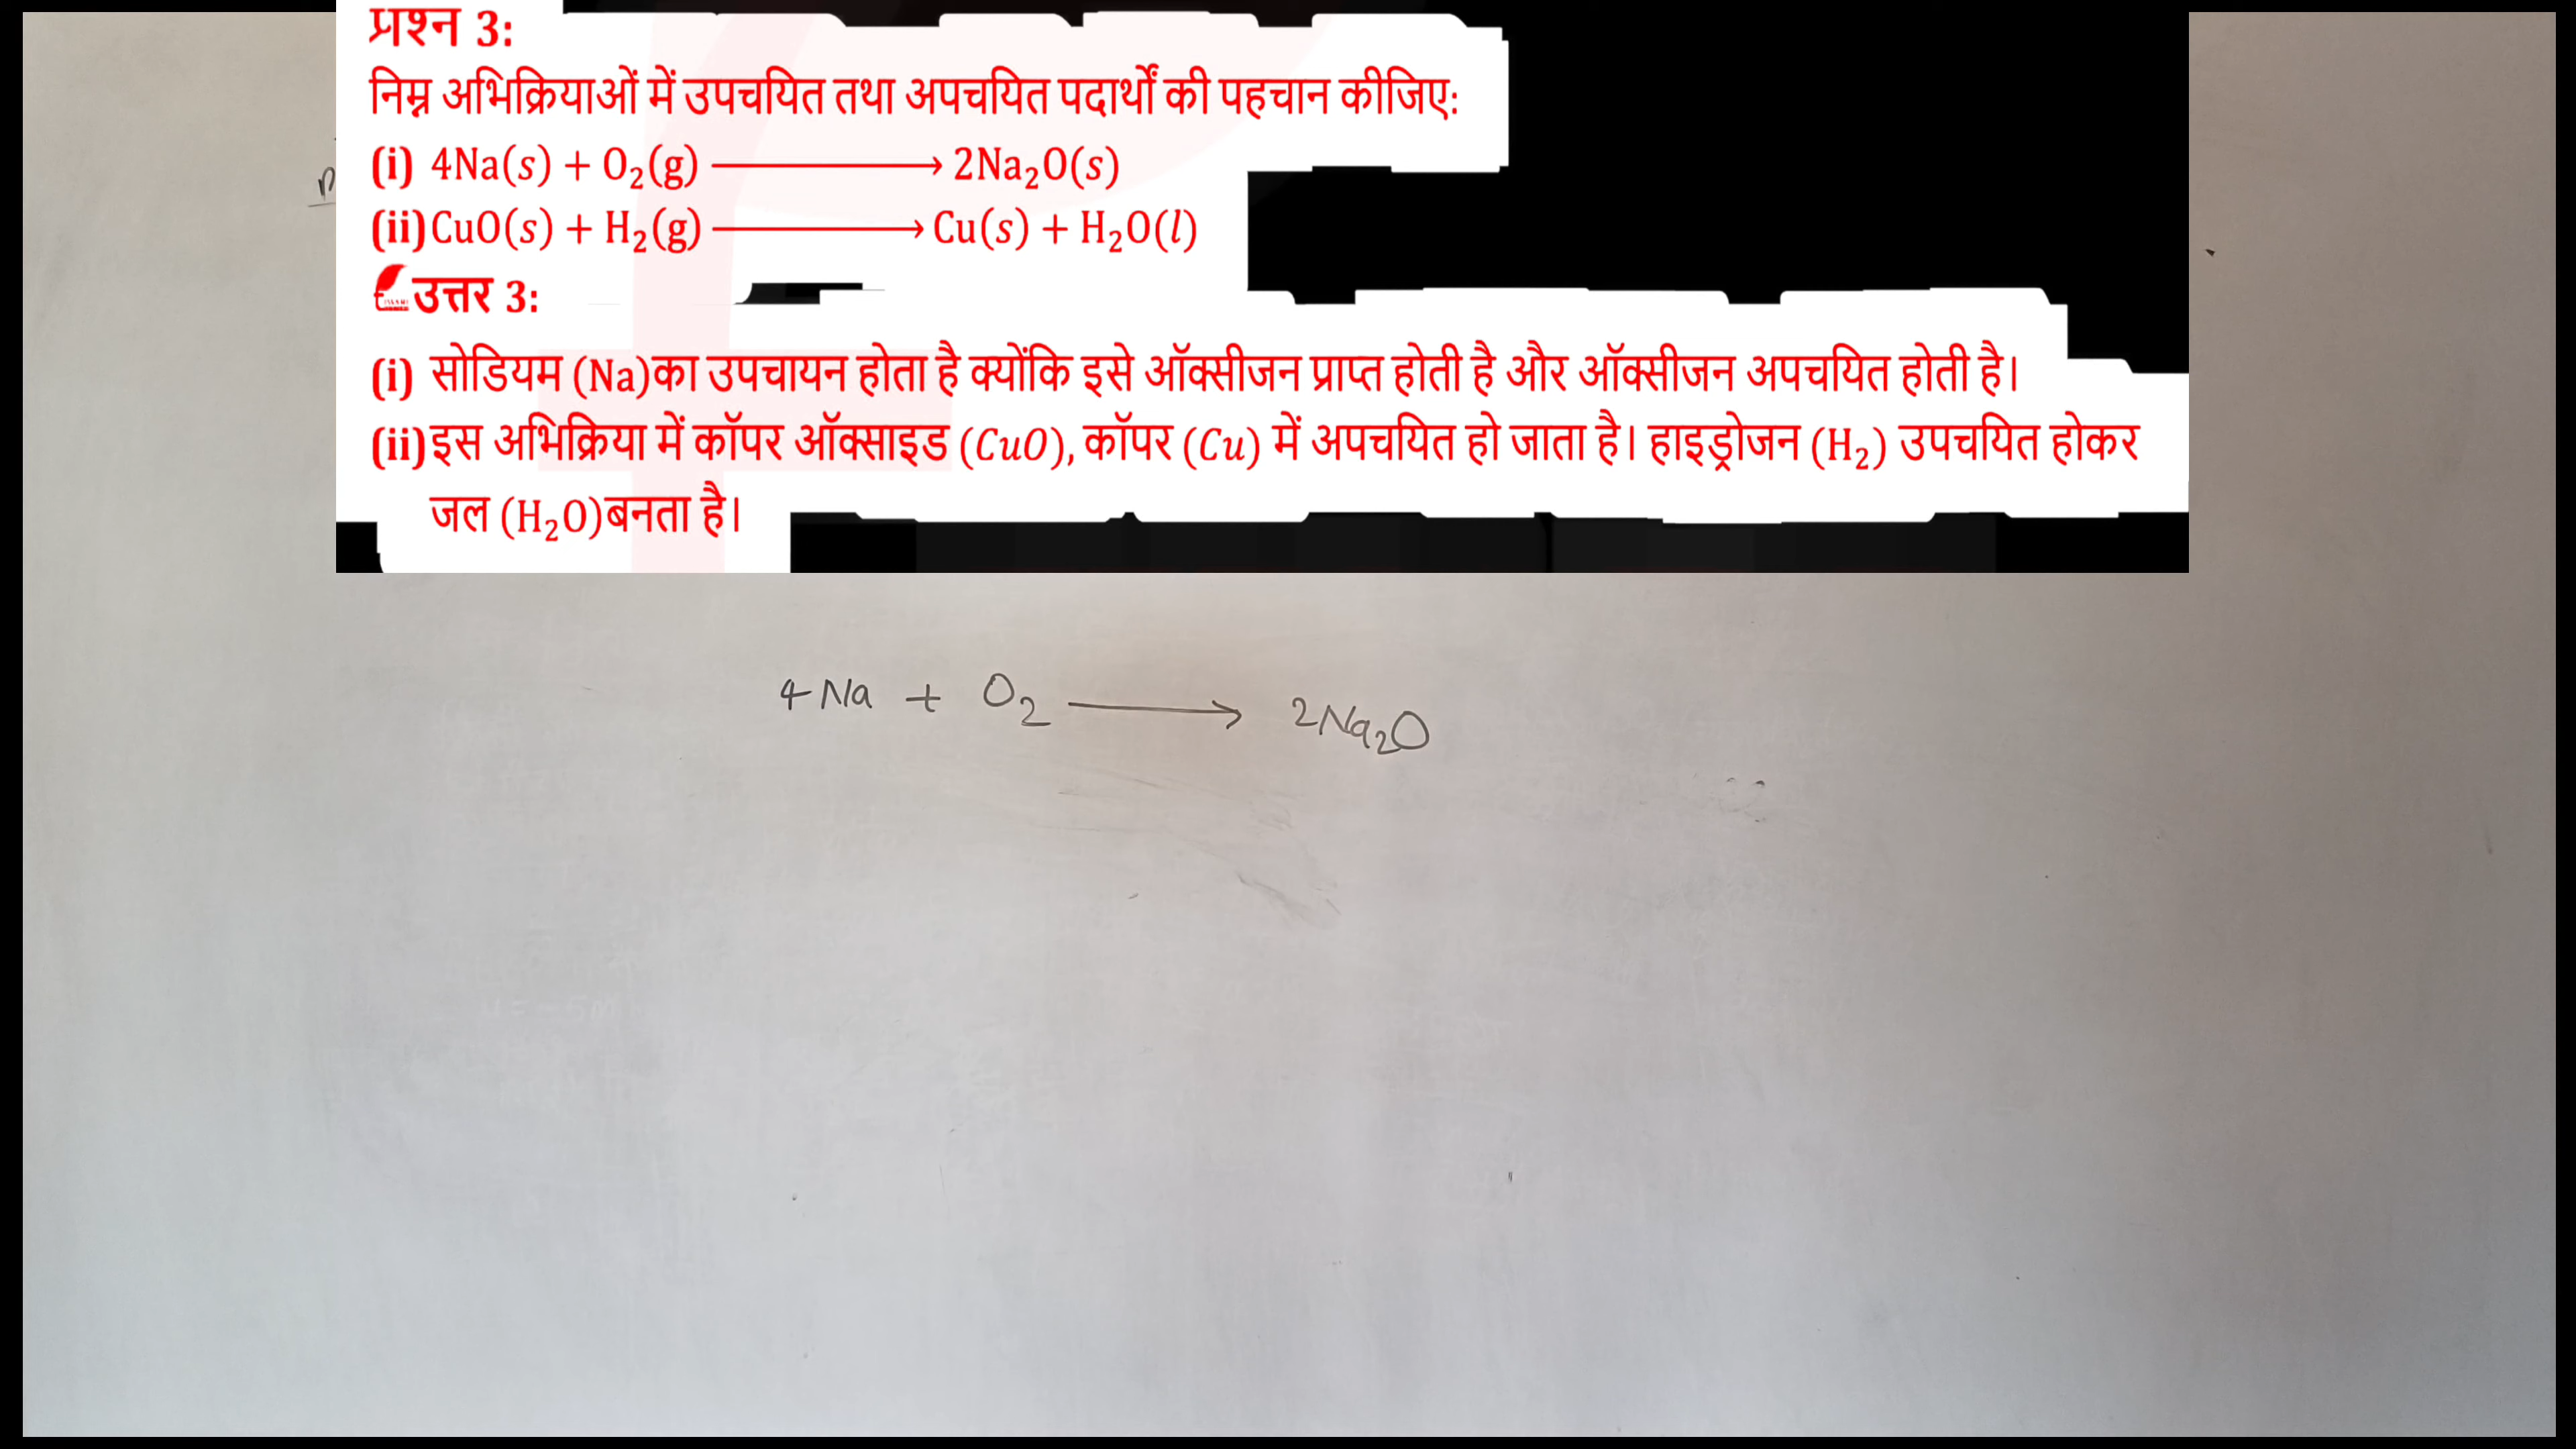 प्रश्न 3:
निम्न अभिक्रियाओं में उपचयित तथा अपचयित पदार्थों की पहचान कीजिए:
(i) 4Na(s) + O₂(g) ⟶ 2Na₂O(s)
(ii) CuO(s) + H₂(g) ⟶ Cu(s) + H₂O(l)
उत्तर 3:
(i) सोडियम (Na)का उपचायन होता है क्योंकि इसे ऑक्सीजन प्राप्त होती है और ऑक्सीजन अपचयित होती है।
(ii) इस अभिक्रिया में कॉपर ऑक्साइड (CuO), कॉपर (Cu) में अपचयित हो जाता है। हाइड्रोजन (H₂) उपचयित होकर
जल (H₂O)बनता है।
4Na + O₂ ⟶ 2Na₂O